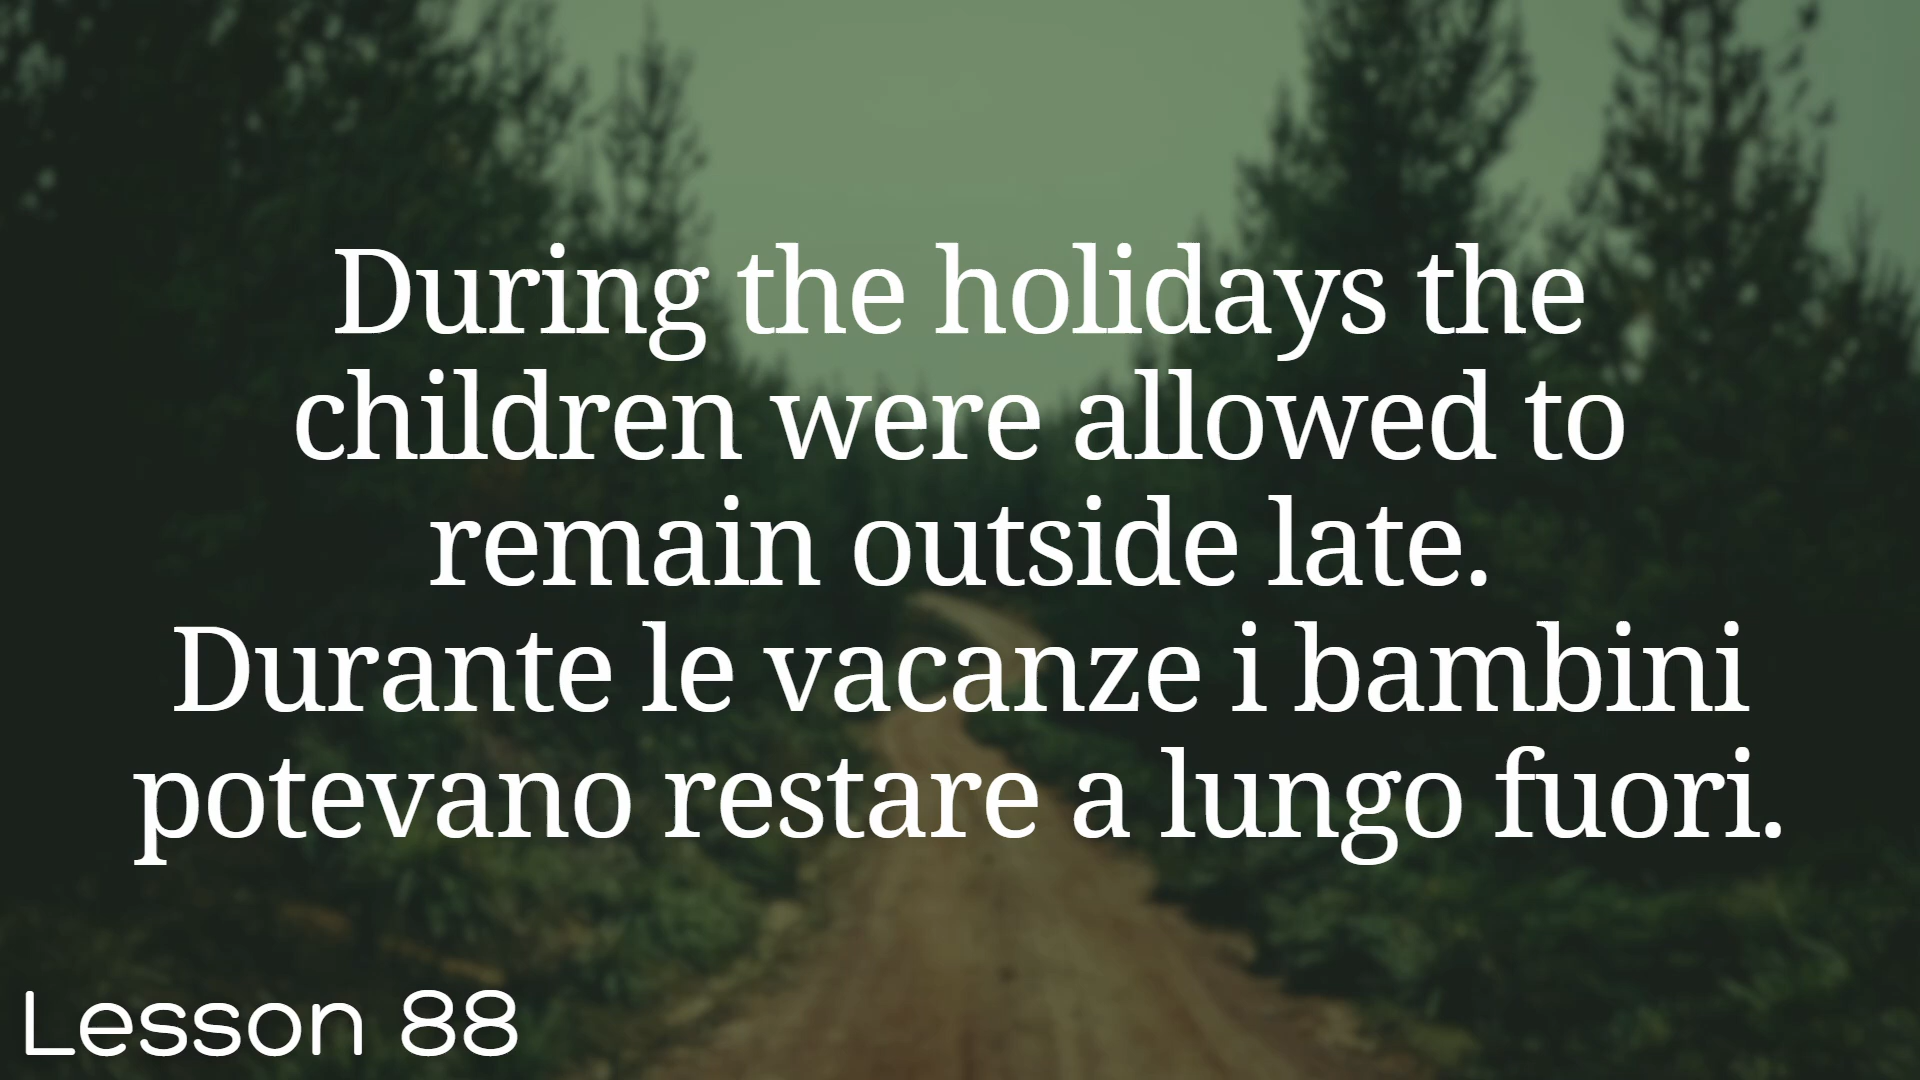 During the holidays the
children were allowed to
remain outside late.
Durante le vacanze i bambini
potevano restare a lungo fuori.
Lesson 88